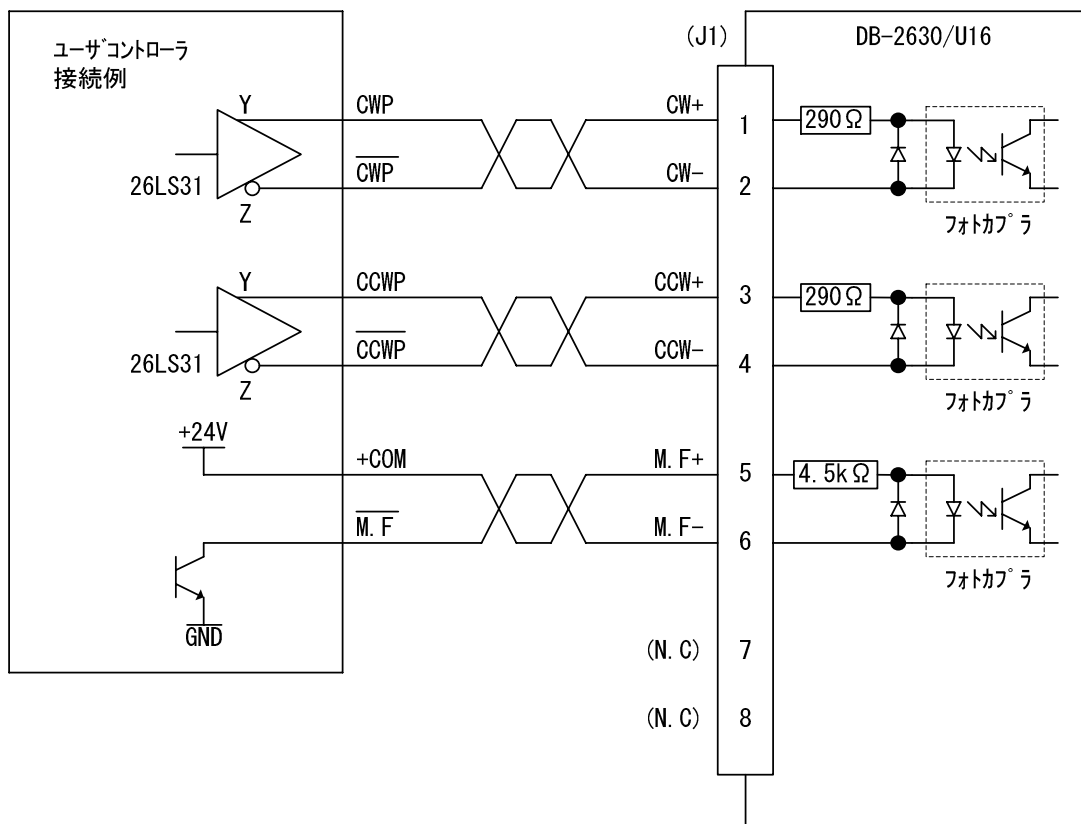 ユーザコントローラ
接続例
(J1)
DB-2630/U16
Y
CWP
CW+
1
290Ω
26LS31
CWP
CW-
2
Z
フォトカプラ
Y
CCWP
CCW+
3
290Ω
26LS31
CCWP
CCW-
4
Z
フォトカプラ
+24V
+COM
M.F+
5
4.5kΩ
M.F
M.F-
6
フォトカプラ
GND
(N.C)
7
(N.C)
8